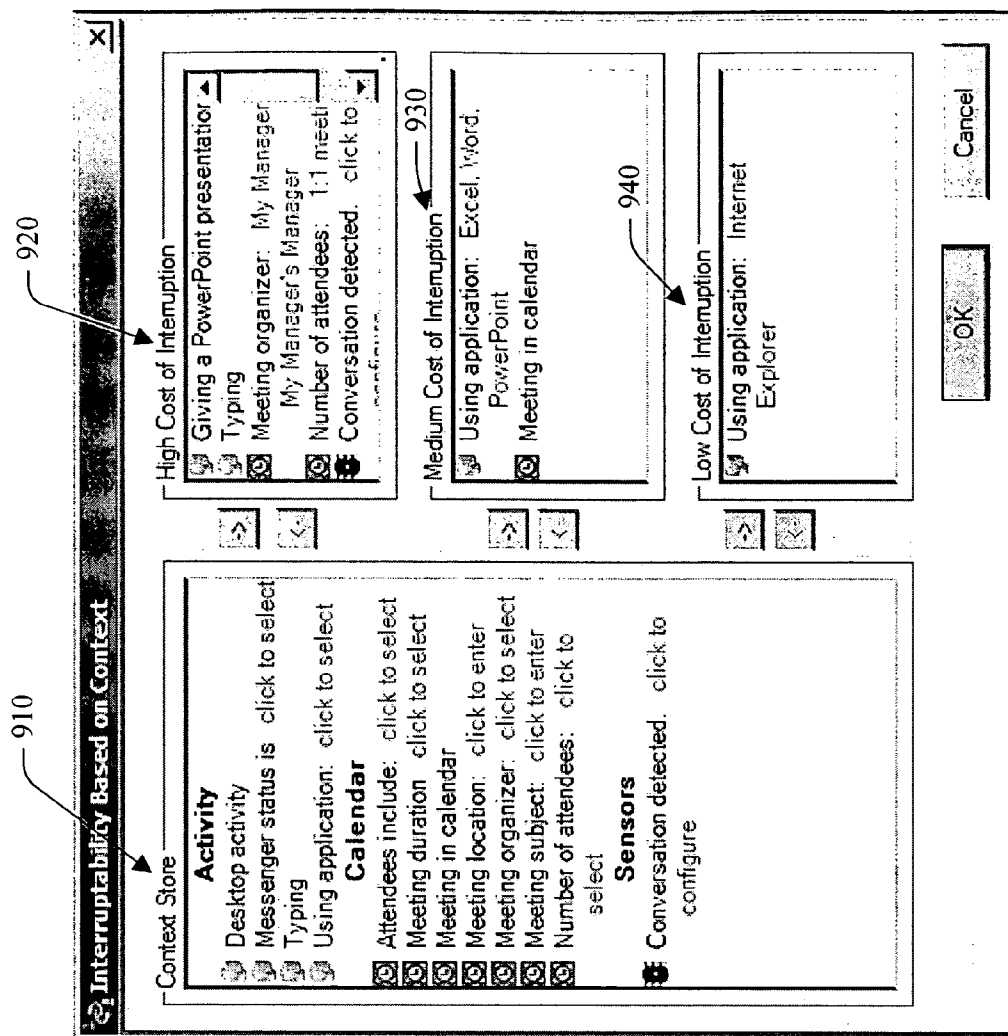 Interruptability Based on Context
910
Context Store
Activity
Desktop activity
Messenger status is click to select
Typing
Using application: click to select
Calendar
Attendees include: click to select
Meeting duration click to select
Meeting in calendar
Meeting location: click to enter
Meeting organizer: click to select
Meeting subject: click to enter
Number of attendees: click to
select
Sensors
Conversation detected. click to
configure
->
<-
920
High Cost of Interruption
Giving a PowerPoint presentation
Typing
Meeting organizer: My Manager
My Manager's Manager
Number of attendees: 1:1 meeti
Conversation detected. click to
configure
->
<-
930
Medium Cost of Interruption
Using application: Excel, Word,
PowerPoint
Meeting in calendar
->
<-
940
Low Cost of Interruption
Using application: Internet
Explorer
OK
Cancel